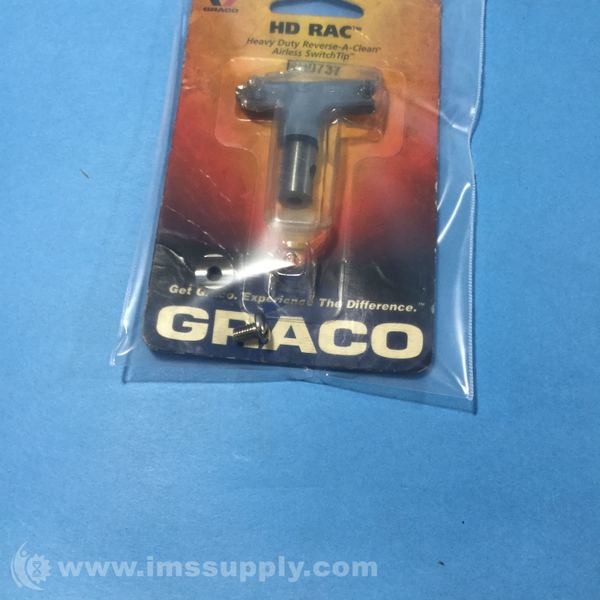 GRACO
HD RAC™
Heavy Duty Reverse-A-Clean®
Airless SwitchTip™
Get Graco. Experience The Difference.™
GRACO
www.imssupply.com